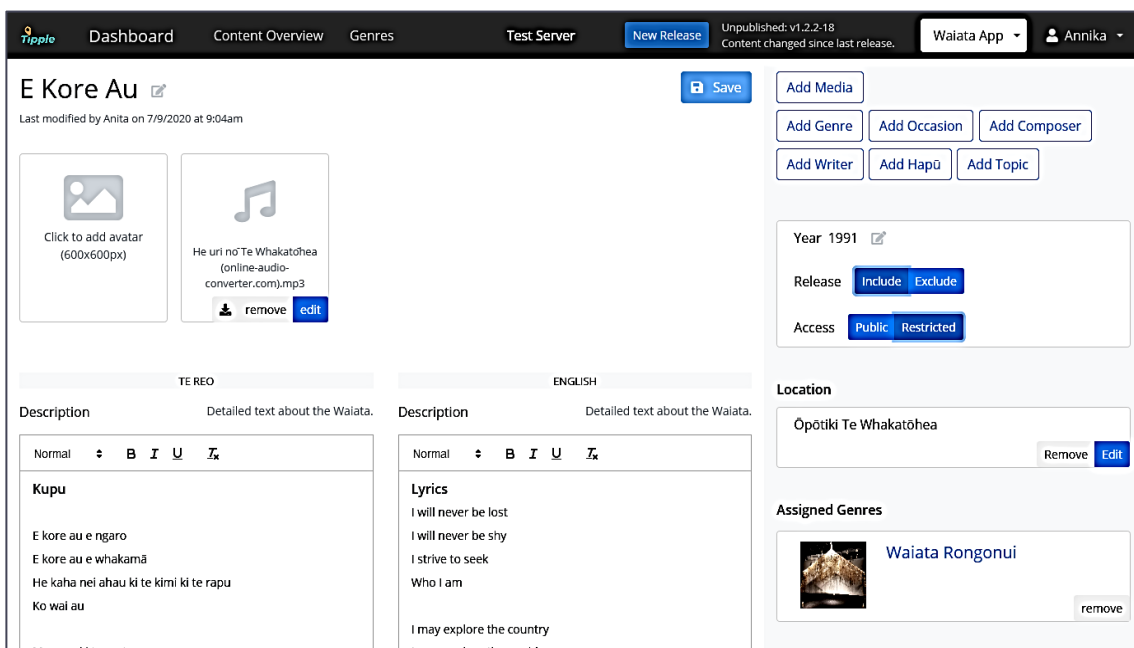 Tipple
Dashboard
Content Overview
Genres
Test Server
New Release
Unpublished: v1.2.2-18
Content changed since last release.
Waiata App
Annika
E Kore Au
Save
Last modified by Anita on 7/9/2020 at 9:04am
Click to add avatar
(600x600px)
He uri nō Te Whakatōhea
(online-audio-
converter.com).mp3
remove
edit
TE REO
Description
Detailed text about the Waiata.
Normal
B I U Tx
Kupu
E kore au e ngaro
E kore au e whakamā
He kaha nei ahau ki te kimi ki te rapu
Ko wai au
ENGLISH
Description
Detailed text about the Waiata.
Normal
B I U Tx
Lyrics
I will never be lost
I will never be shy
I strive to seek
Who I am
I may explore the country
Add Media
Add Genre
Add Occasion
Add Composer
Add Writer
Add Hapū
Add Topic
Year 1991
Release
Include
Exclude
Access
Public
Restricted
Location
Ōpōtiki Te Whakatōhea
Remove
Edit
Assigned Genres
Waiata Rongonui
remove